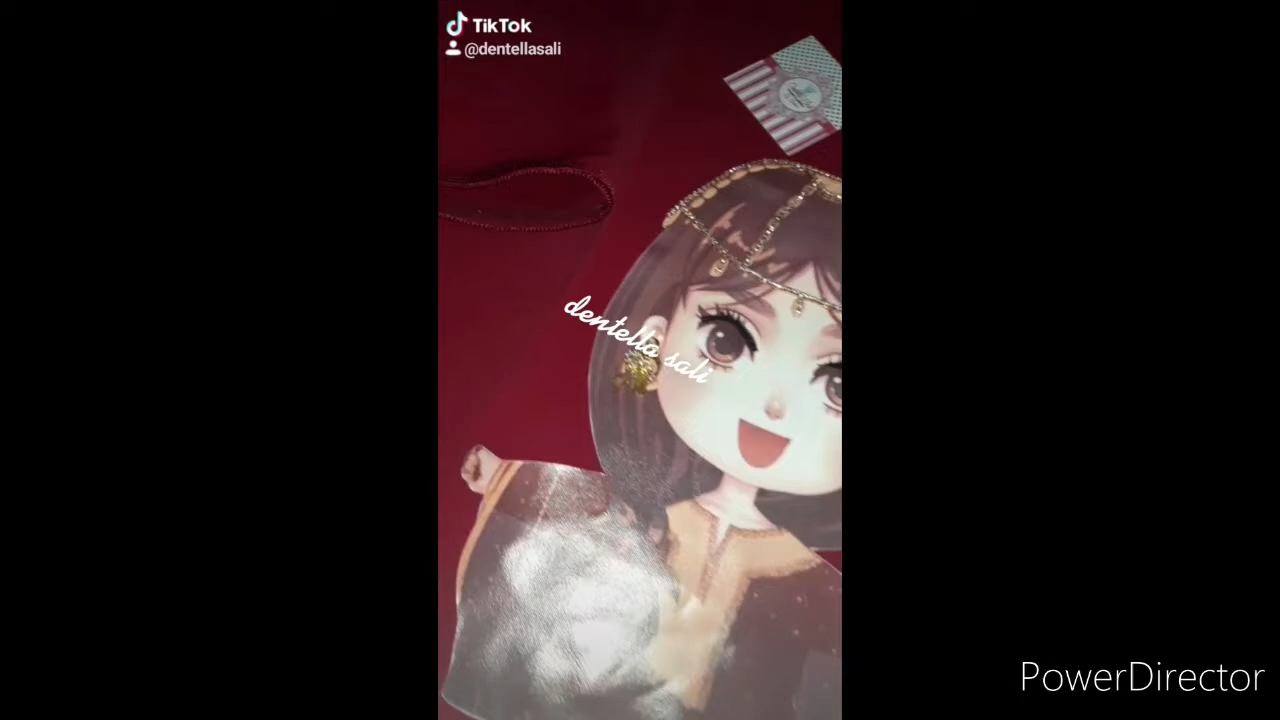 TikTok
@dentellasali
dentella sali
PowerDirector